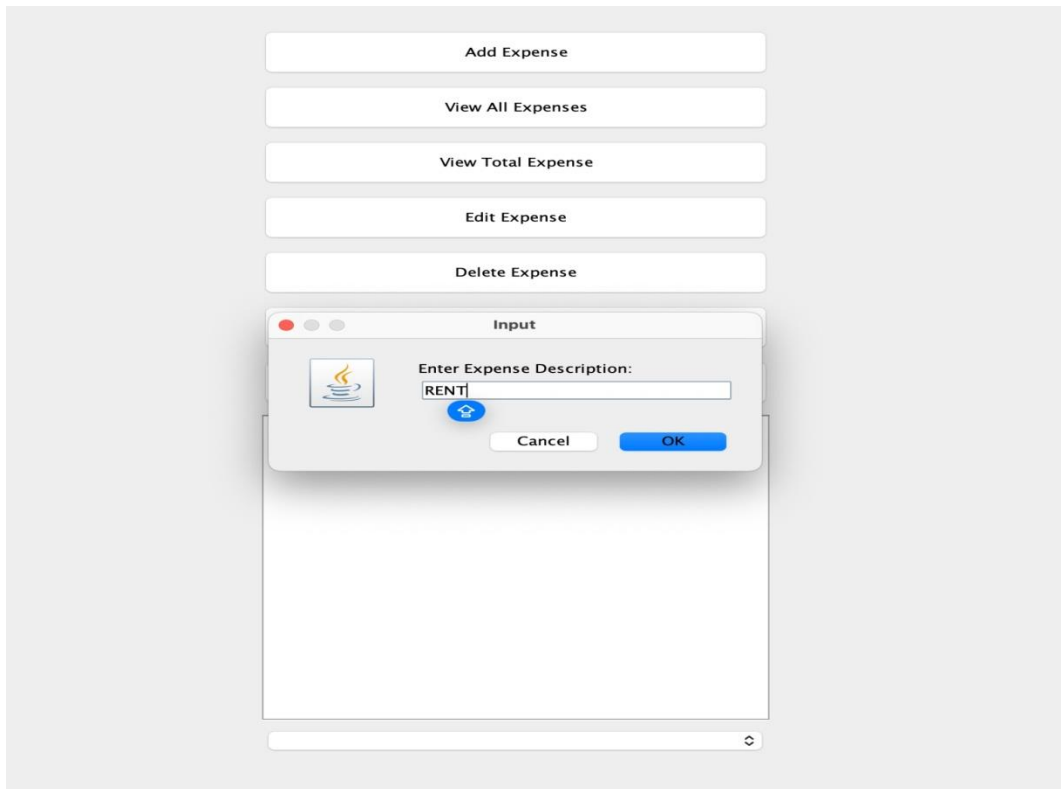 Add Expense
View All Expenses
View Total Expense
Edit Expense
Delete Expense
Input
Enter Expense Description:
RENT
Cancel OK